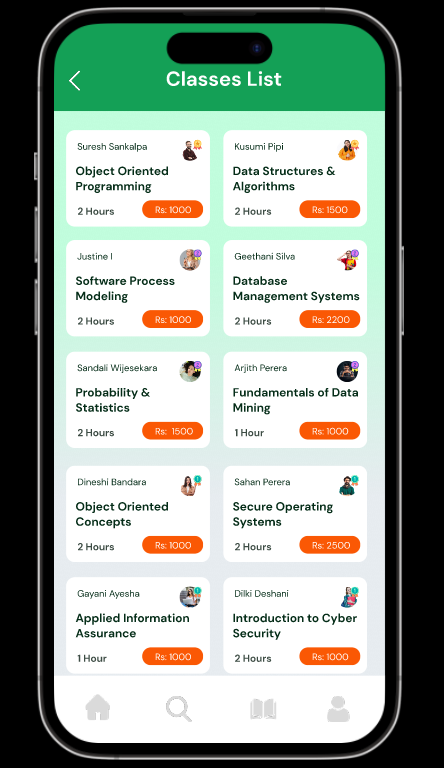 Classes List
Suresh Sankalpa
Object Oriented
Programming
2 Hours
Rs: 1000
Kusumi Pipi
Data Structures &
Algorithms
2 Hours
Rs: 1500
Justine I
Software Process
Modeling
2 Hours
Rs: 1000
Geethani Silva
Database
Management Systems
2 Hours
Rs: 2200
Sandali Wijesekara
Probability &
Statistics
2 Hours
Rs: 1500
Arjith Perera
Fundamentals of Data
Mining
1 Hour
Rs: 1000
Dineshi Bandara
Object Oriented
Concepts
2 Hours
Rs: 1000
Sahan Perera
Secure Operating
Systems
2 Hours
Rs: 2500
Gayani Ayesha
Applied Information
Assurance
1 Hour
Rs: 1000
Dilki Deshani
Introduction to Cyber
Security
2 Hours
Rs: 1000